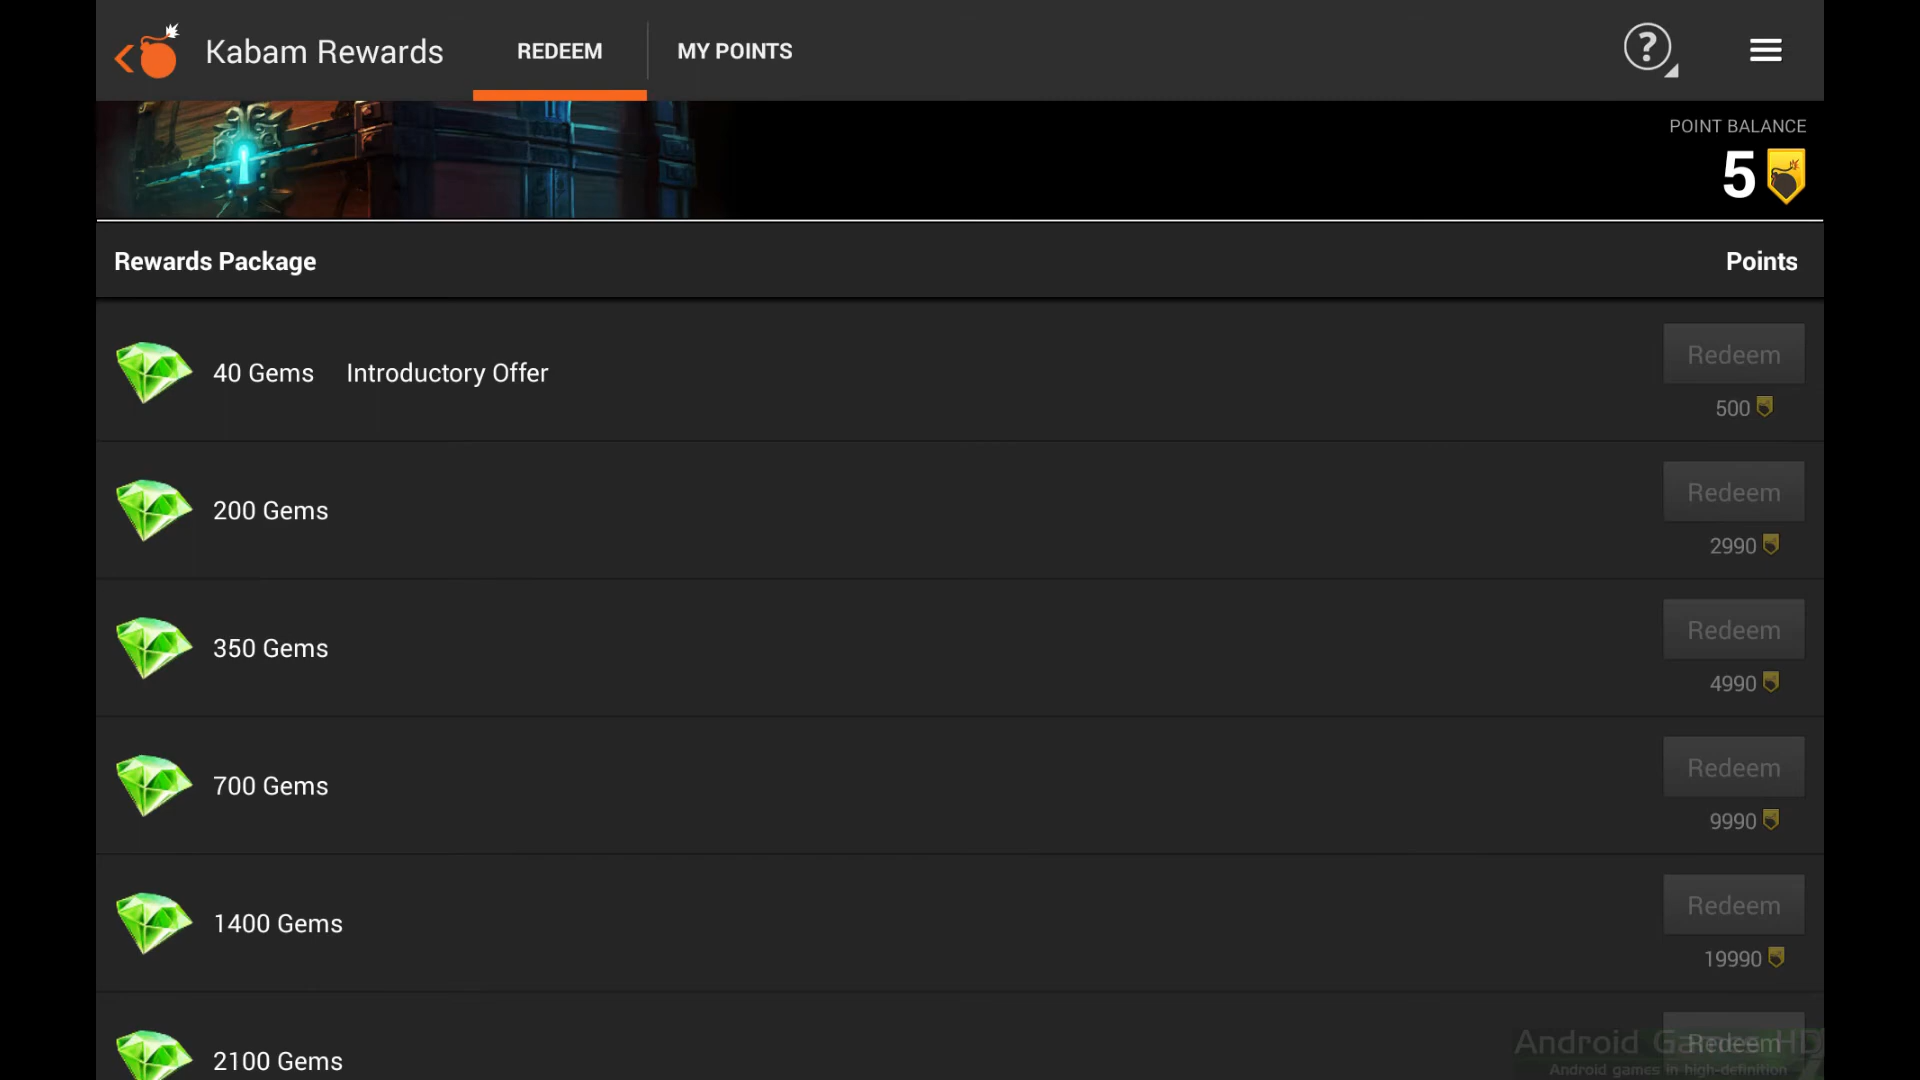 Kabam Rewards
REDEEM
MY POINTS
?
POINT BALANCE
5
Rewards Package
Points
40 Gems
Introductory Offer
Redeem
500
200 Gems
Redeem
2990
350 Gems
Redeem
4990
700 Gems
Redeem
9990
1400 Gems
Redeem
19990
2100 Gems
Redeem
Android Games HD
Android games in high-definition